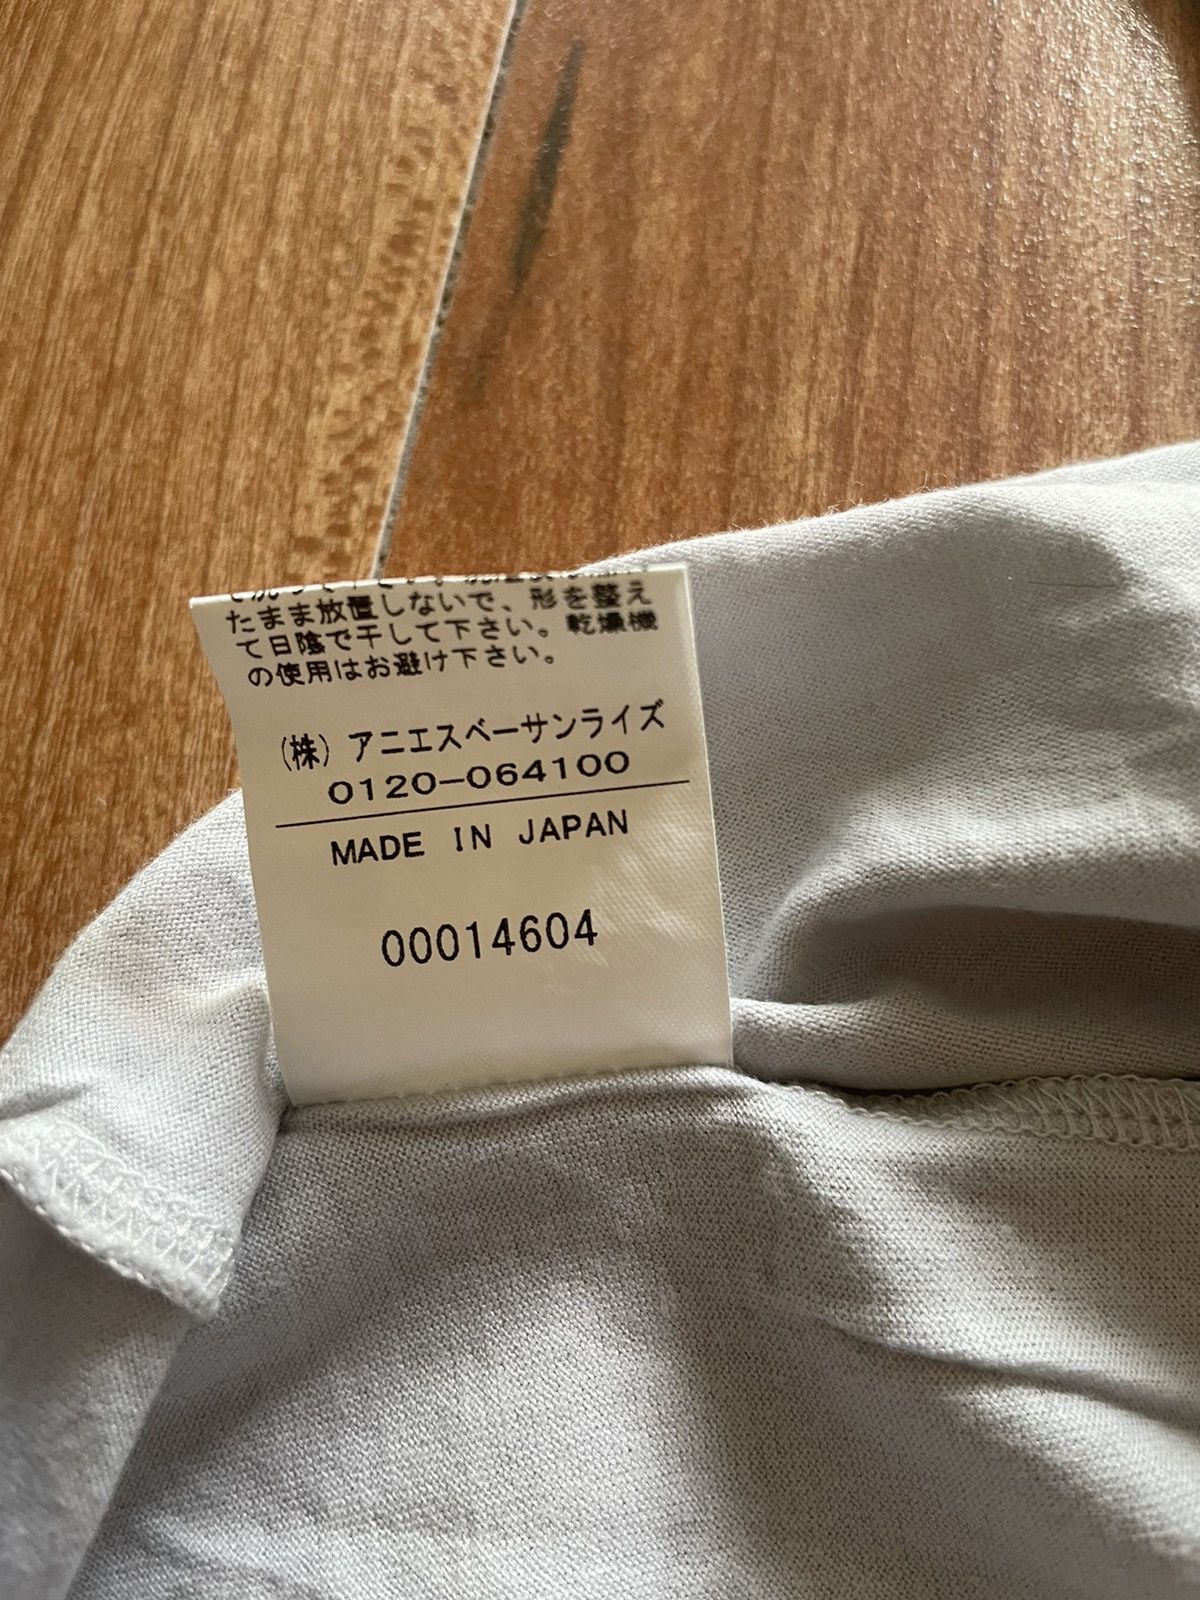 たまま放置しないで、形を整え
て日陰で干して下さい。乾燥機
の使用はお避け下さい。
(株) アニエスベーサンライズ
0120-064100
MADE IN JAPAN
00014604